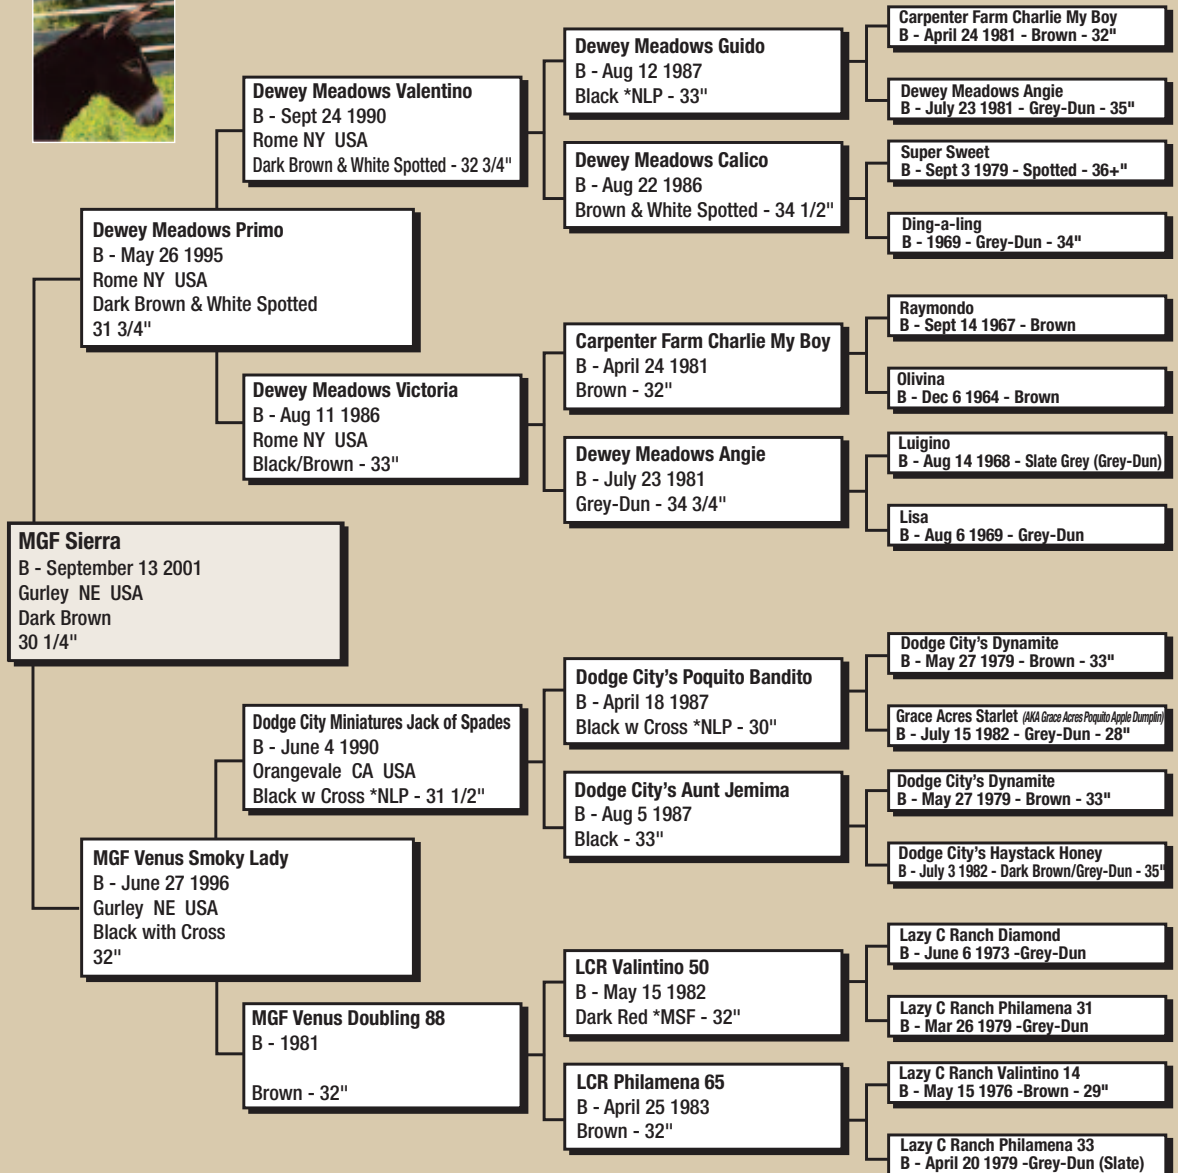 Dewey Meadows Valentino
B - Sept 24 1990
Rome NY USA
Dark Brown & White Spotted - 32 3/4"
Dewey Meadows Primo
B - May 26 1995
Rome NY USA
Dark Brown & White Spotted
31 3/4"
Dewey Meadows Victoria
B - Aug 11 1986
Rome NY USA
Black/Brown - 33"
MGF Sierra
B - September 13 2001
Gurley NE USA
Dark Brown
30 1/4"
Dodge City Miniatures Jack of Spades
B - June 4 1990
Orangevale CA USA
Black w Cross *NLP - 31 1/2"
MGF Venus Smoky Lady
B - June 27 1996
Gurley NE USA
Black with Cross
32"
MGF Venus Doubling 88
B - 1981
Brown - 32"
Dewey Meadows Guido
B - Aug 12 1987
Black *NLP - 33"
Dewey Meadows Calico
B - Aug 22 1986
Brown & White Spotted - 34 1/2"
Carpenter Farm Charlie My Boy
B - April 24 1981
Brown - 32"
Dewey Meadows Angie
B - July 23 1981
Grey-Dun - 34 3/4"
Dodge City's Poquito Bandito
B - April 18 1987
Black w Cross *NLP - 30"
Dodge City's Aunt Jemima
B - Aug 5 1987
Black - 33"
LCR Valintino 50
B - May 15 1982
Dark Red *MSF - 32"
LCR Philamena 65
B - April 25 1983
Brown - 32"
Carpenter Farm Charlie My Boy
B - April 24 1981 - Brown - 32"
Dewey Meadows Angie
B - July 23 1981 - Grey-Dun - 35"
Super Sweet
B - Sept 3 1979 - Spotted - 36+"
Ding-a-ling
B - 1969 - Grey-Dun - 34"
Raymondo
B - Sept 14 1967 - Brown
Olivina
B - Dec 6 1964 - Brown
Luigino
B - Aug 14 1968 - Slate Grey (Grey-Dun)
Lisa
B - Aug 6 1969 - Grey-Dun
Dodge City's Dynamite
B - May 27 1979 - Brown - 33"
Grace Acres Starlet (AKA Grace Acres Poquito Apple Dumplin)
B - July 15 1982 - Grey-Dun - 28"
Dodge City's Dynamite
B - May 27 1979 - Brown - 33"
Dodge City's Haystack Honey
B - July 3 1982 - Dark Brown/Grey-Dun - 35"
Lazy C Ranch Diamond
B - June 6 1973 -Grey-Dun
Lazy C Ranch Philamena 31
B - Mar 26 1979 -Grey-Dun
Lazy C Ranch Valintino 14
B - May 15 1976 -Brown - 29"
Lazy C Ranch Philamena 33
B - April 20 1979 -Grey-Dun (Slate)